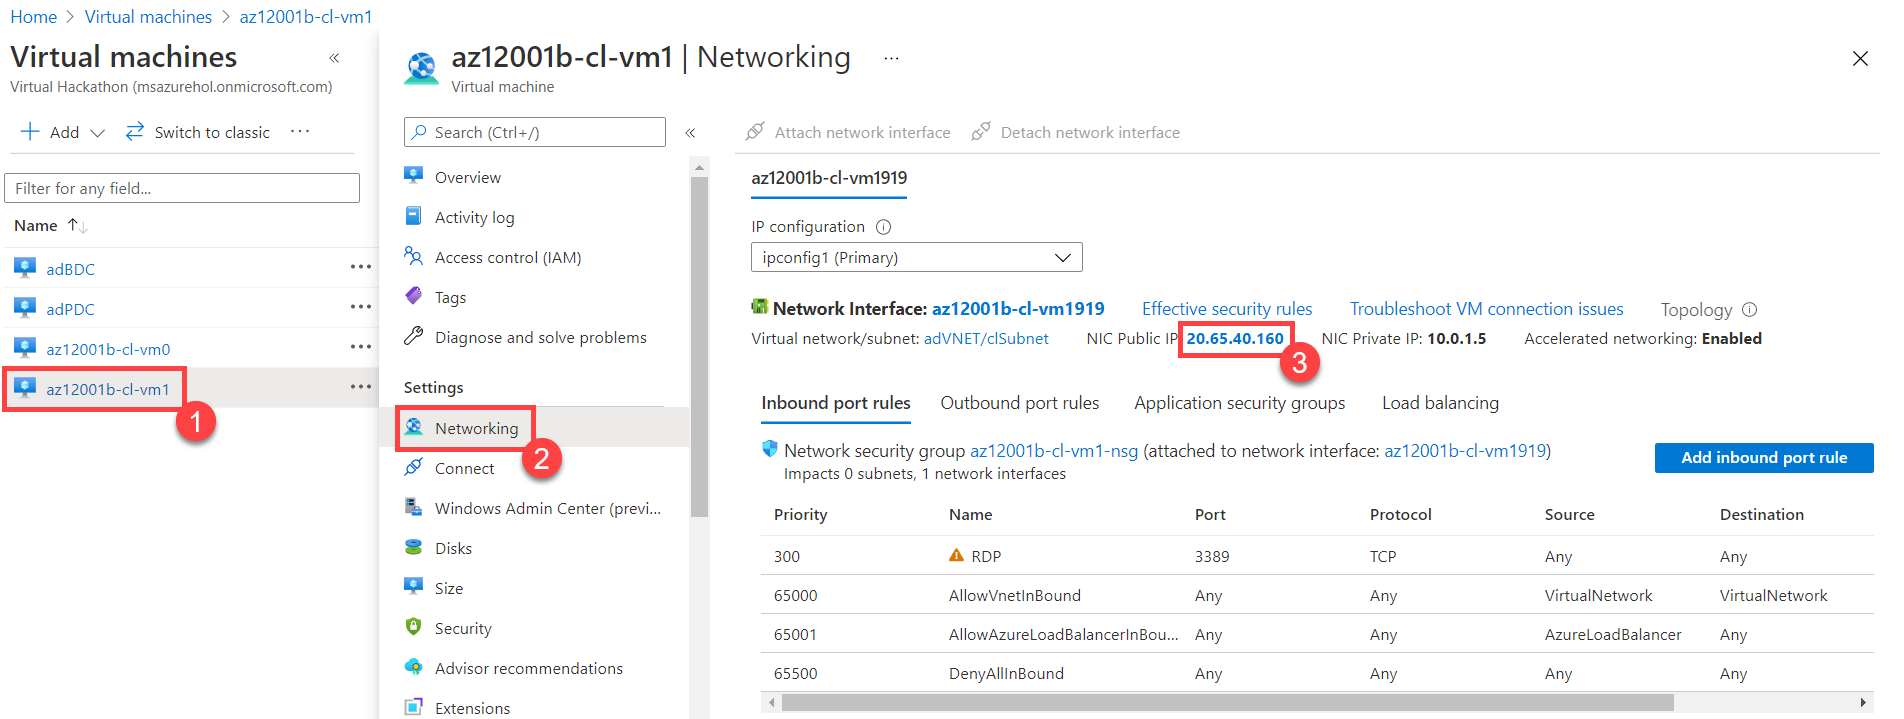 Home > Virtual machines > az12001b-cl-vm1
Virtual machines «
Virtual Hackathon (msazurehol.onmicrosoft.com)
Add Switch to classic ...
Filter for any field...
Name ↑↓
adBDC ...
adPDC ...
az12001b-cl-vm0 ...
az12001b-cl-vm1 ...
1
az12001b-cl-vm1 | Networking ...
Virtual machine
Search (Ctrl+/) «
Overview
Activity log
Access control (IAM)
Tags
Diagnose and solve problems
Settings
Networking
2
Connect
Windows Admin Center (previ...
Disks
Size
Security
Advisor recommendations
Extensions
Attach network interface Detach network interface
az12001b-cl-vm1919
IP configuration
ipconfig1 (Primary)
Network Interface: az12001b-cl-vm1919 Effective security rules Troubleshoot VM connection issues Topology
Virtual network/subnet: adVNET/clSubnet NIC Public IP 20.65.40.160 NIC Private IP: 10.0.1.5 Accelerated networking: Enabled
3
Inbound port rules Outbound port rules Application security groups Load balancing
Network security group az12001b-cl-vm1-nsg (attached to network interface: az12001b-cl-vm1919)
Impacts 0 subnets, 1 network interfaces
Add inbound port rule
Priority Name Port Protocol Source Destination
300 RDP 3389 TCP Any Any
65000 AllowVnetInBound Any Any VirtualNetwork VirtualNetwork
65001 AllowAzureLoadBalancerInBou... Any Any AzureLoadBalancer Any
65500 DenyAllInBound Any Any Any Any